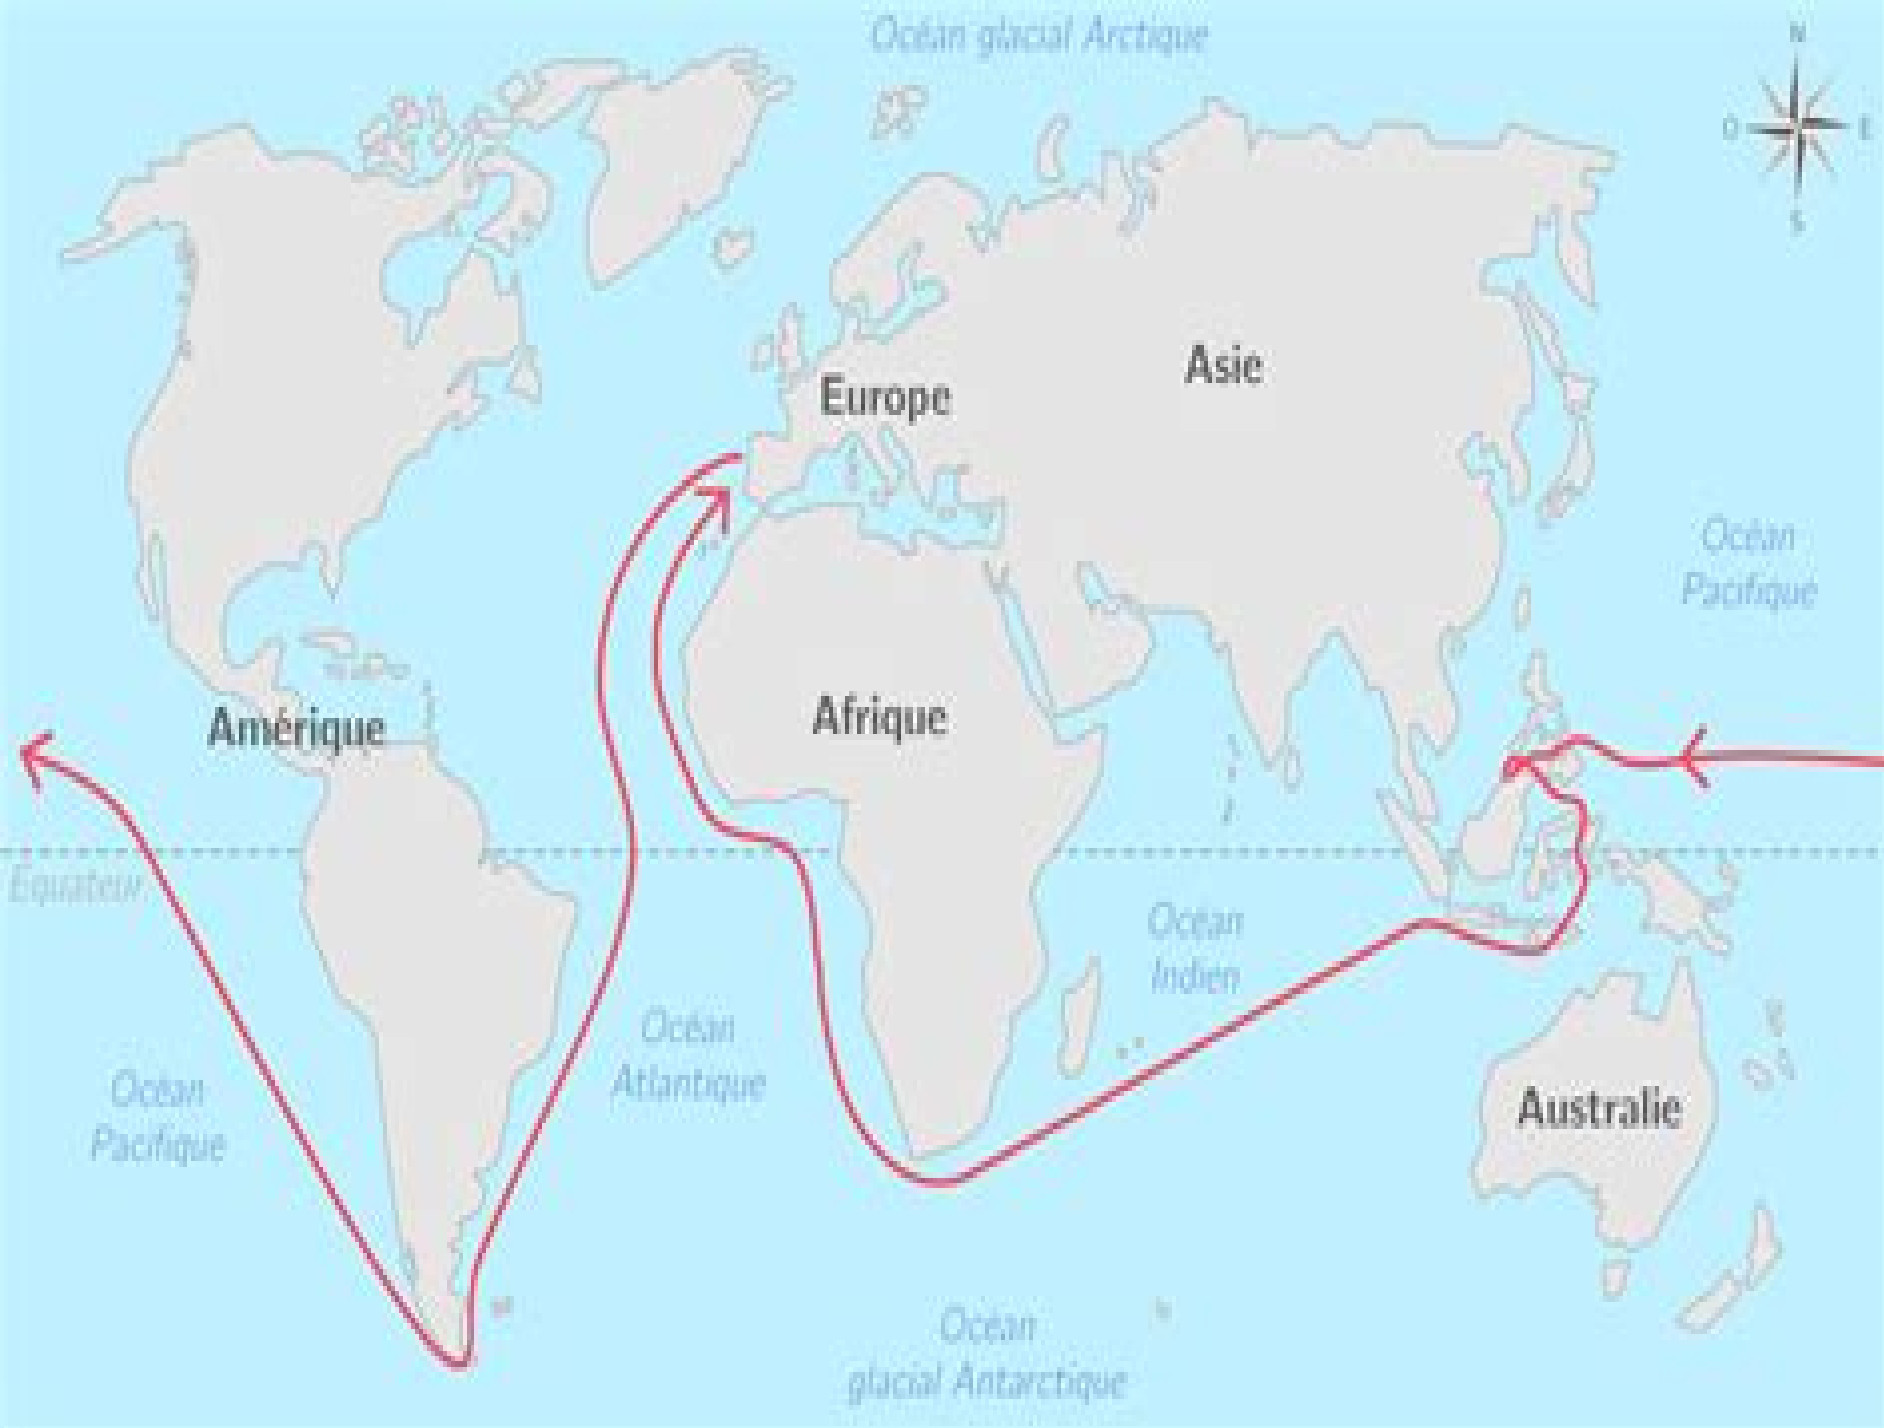 Océan glacial Arctique
N
O
E
S
Asie
Europe
Océan
Pacifique
Amérique
Afrique
Equateur
Océan
Indien
Océan
Atlantique
Océan
Pacifique
Australie
Océan
glacial Antarctique